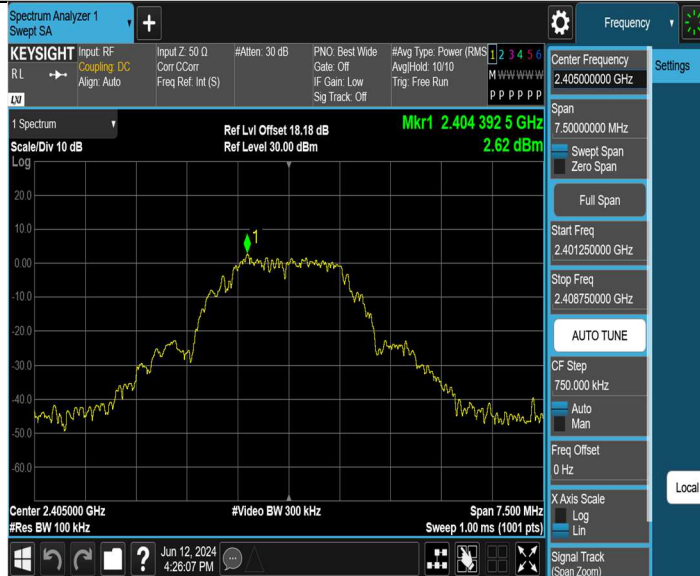 Spectrum Analyzer 1
Swept SA
Frequency
KEYSIGHT
RL
LXI
Input: RF
Coupling: DC
Align: Auto
Input Z: 50 Ω
Corr CCorr
Freq Ref: Int (S)
#Atten: 30 dB
PNO: Best Wide
Gate: Off
IF Gain: Low
Sig Track: Off
#Avg Type: Power (RMS
Avg|Hold: 10/10
Trig: Free Run
1 2 3 4 5 6
M W W W W W
P P P P P P
1 Spectrum
Scale/Div 10 dB
Log
Ref Lvl Offset 18.18 dB
Ref Level 30.00 dBm
Mkr1 2.404 392 5 GHz
2.62 dBm
20.0
10.0
0.00
-10.0
-20.0
-30.0
-40.0
-50.0
-60.0
1
Center 2.405000 GHz
#Res BW 100 kHz
#Video BW 300 kHz
Span 7.500 MHz
Sweep 1.00 ms (1001 pts)
?
Jun 12, 2024
4:26:07 PM
Center Frequency
2.405000000 GHz
Span
7.50000000 MHz
Swept Span
Zero Span
Full Span
Start Freq
2.401250000 GHz
Stop Freq
2.408750000 GHz
AUTO TUNE
CF Step
750.000 kHz
Auto
Man
Freq Offset
0 Hz
X Axis Scale
Log
Lin
Signal Track
(Span Zoom)
Settings
Local